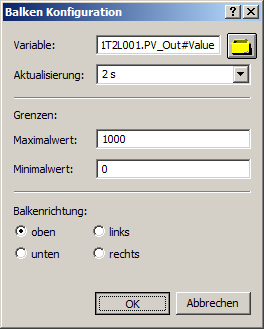 Balken Konfiguration
Variable: 1T2L001.PV_Out#Value
Aktualisierung: 2 s
Grenzen:
Maximalwert: 1000
Minimalwert: 0
Balkenrichtung:
oben links
unten rechts
OK Abbrechen